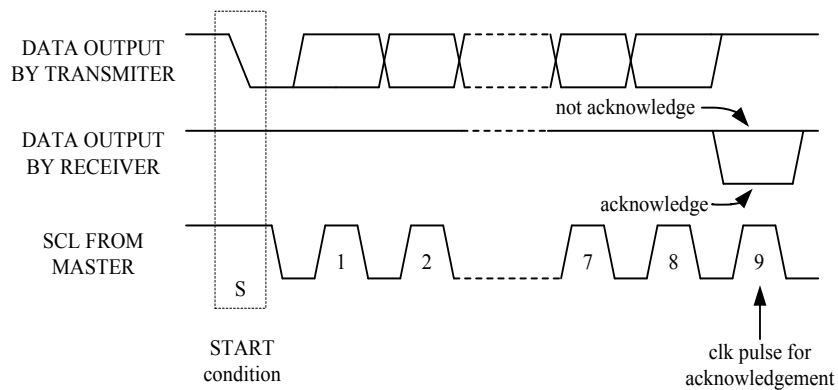 DATA OUTPUT
BY TRANSMITER
not acknowledge
DATA OUTPUT
BY RECEIVER
acknowledge
SCL FROM
MASTER
1
2
7
8
9
S
START
condition
clk pulse for
acknowledgement